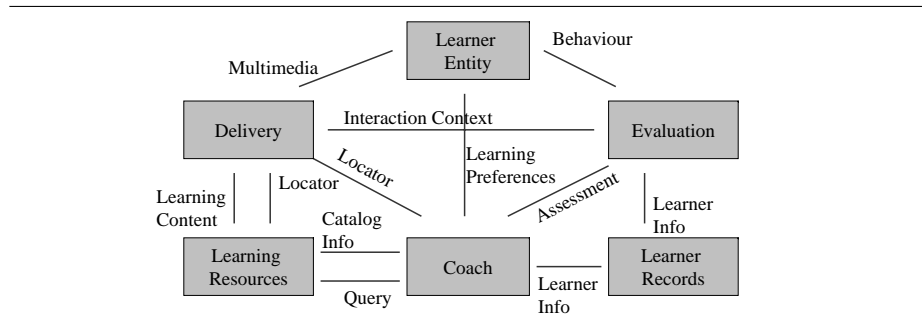 Learner
Entity
Behaviour
Multimedia
Delivery
Interaction Context
Evaluation
Locator
Learning
Preferences
Assessment
Learning
Content
Locator
Learner
Info
Catalog
Info
Learning
Resources
Coach
Learner
Records
Query
Learner
Info